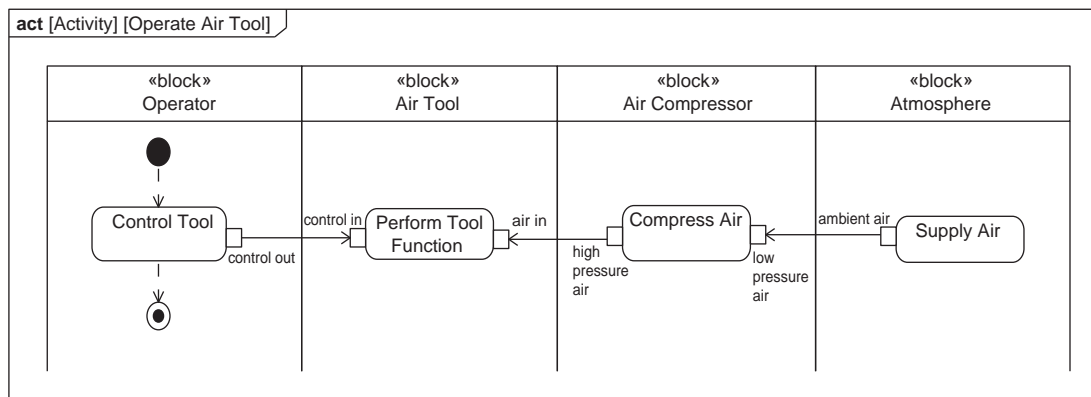 act [Activity] [Operate Air Tool]
«block»
Operator
«block»
Air Tool
«block»
Air Compressor
«block»
Atmosphere
Control Tool
control out
control in
Perform Tool
Function
air in
high
pressure
air
Compress Air
low
pressure
air
ambient air
Supply Air